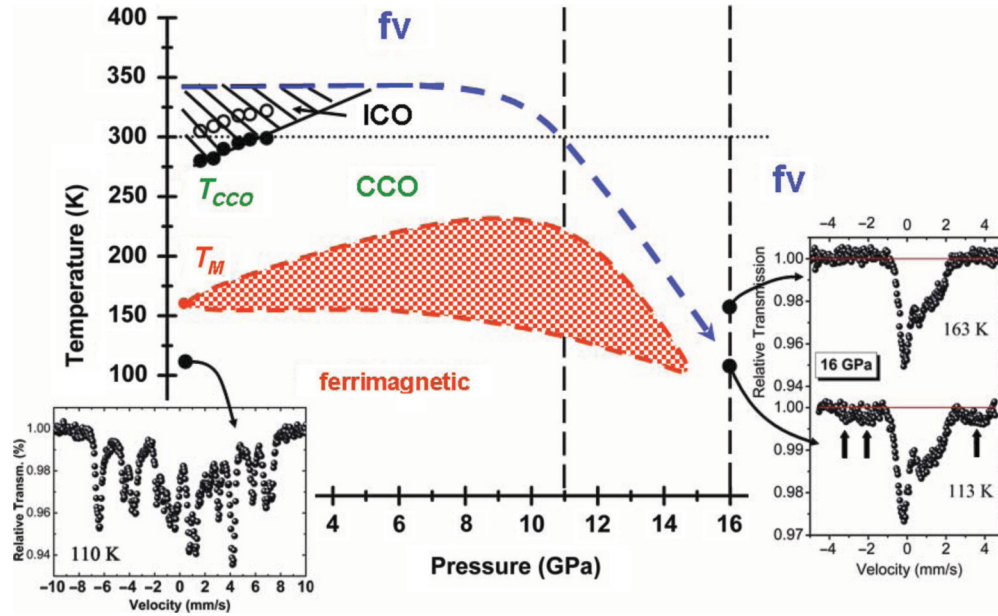 400
350
300
250
200
150
100
Temperature (K)
fv
ICO
T_CCO
CCO
T_M
ferrimagnetic
fv
4 6 8 10 11 12 14 16
Pressure (GPa)
1.00
0.98
0.96
0.94
Relative Transm. (%)
110 K
−10 −8 −6 −4 −2 0 2 4 6 8 10
Velocity (mm/s)
−4 −2 0 2 4
Relative Transmission
1.00
0.98
0.96
0.94
163 K
16 GPa
1.00
0.99
0.98
0.97
113 K
−4 −2 0 2 4
Velocity (mm/s)